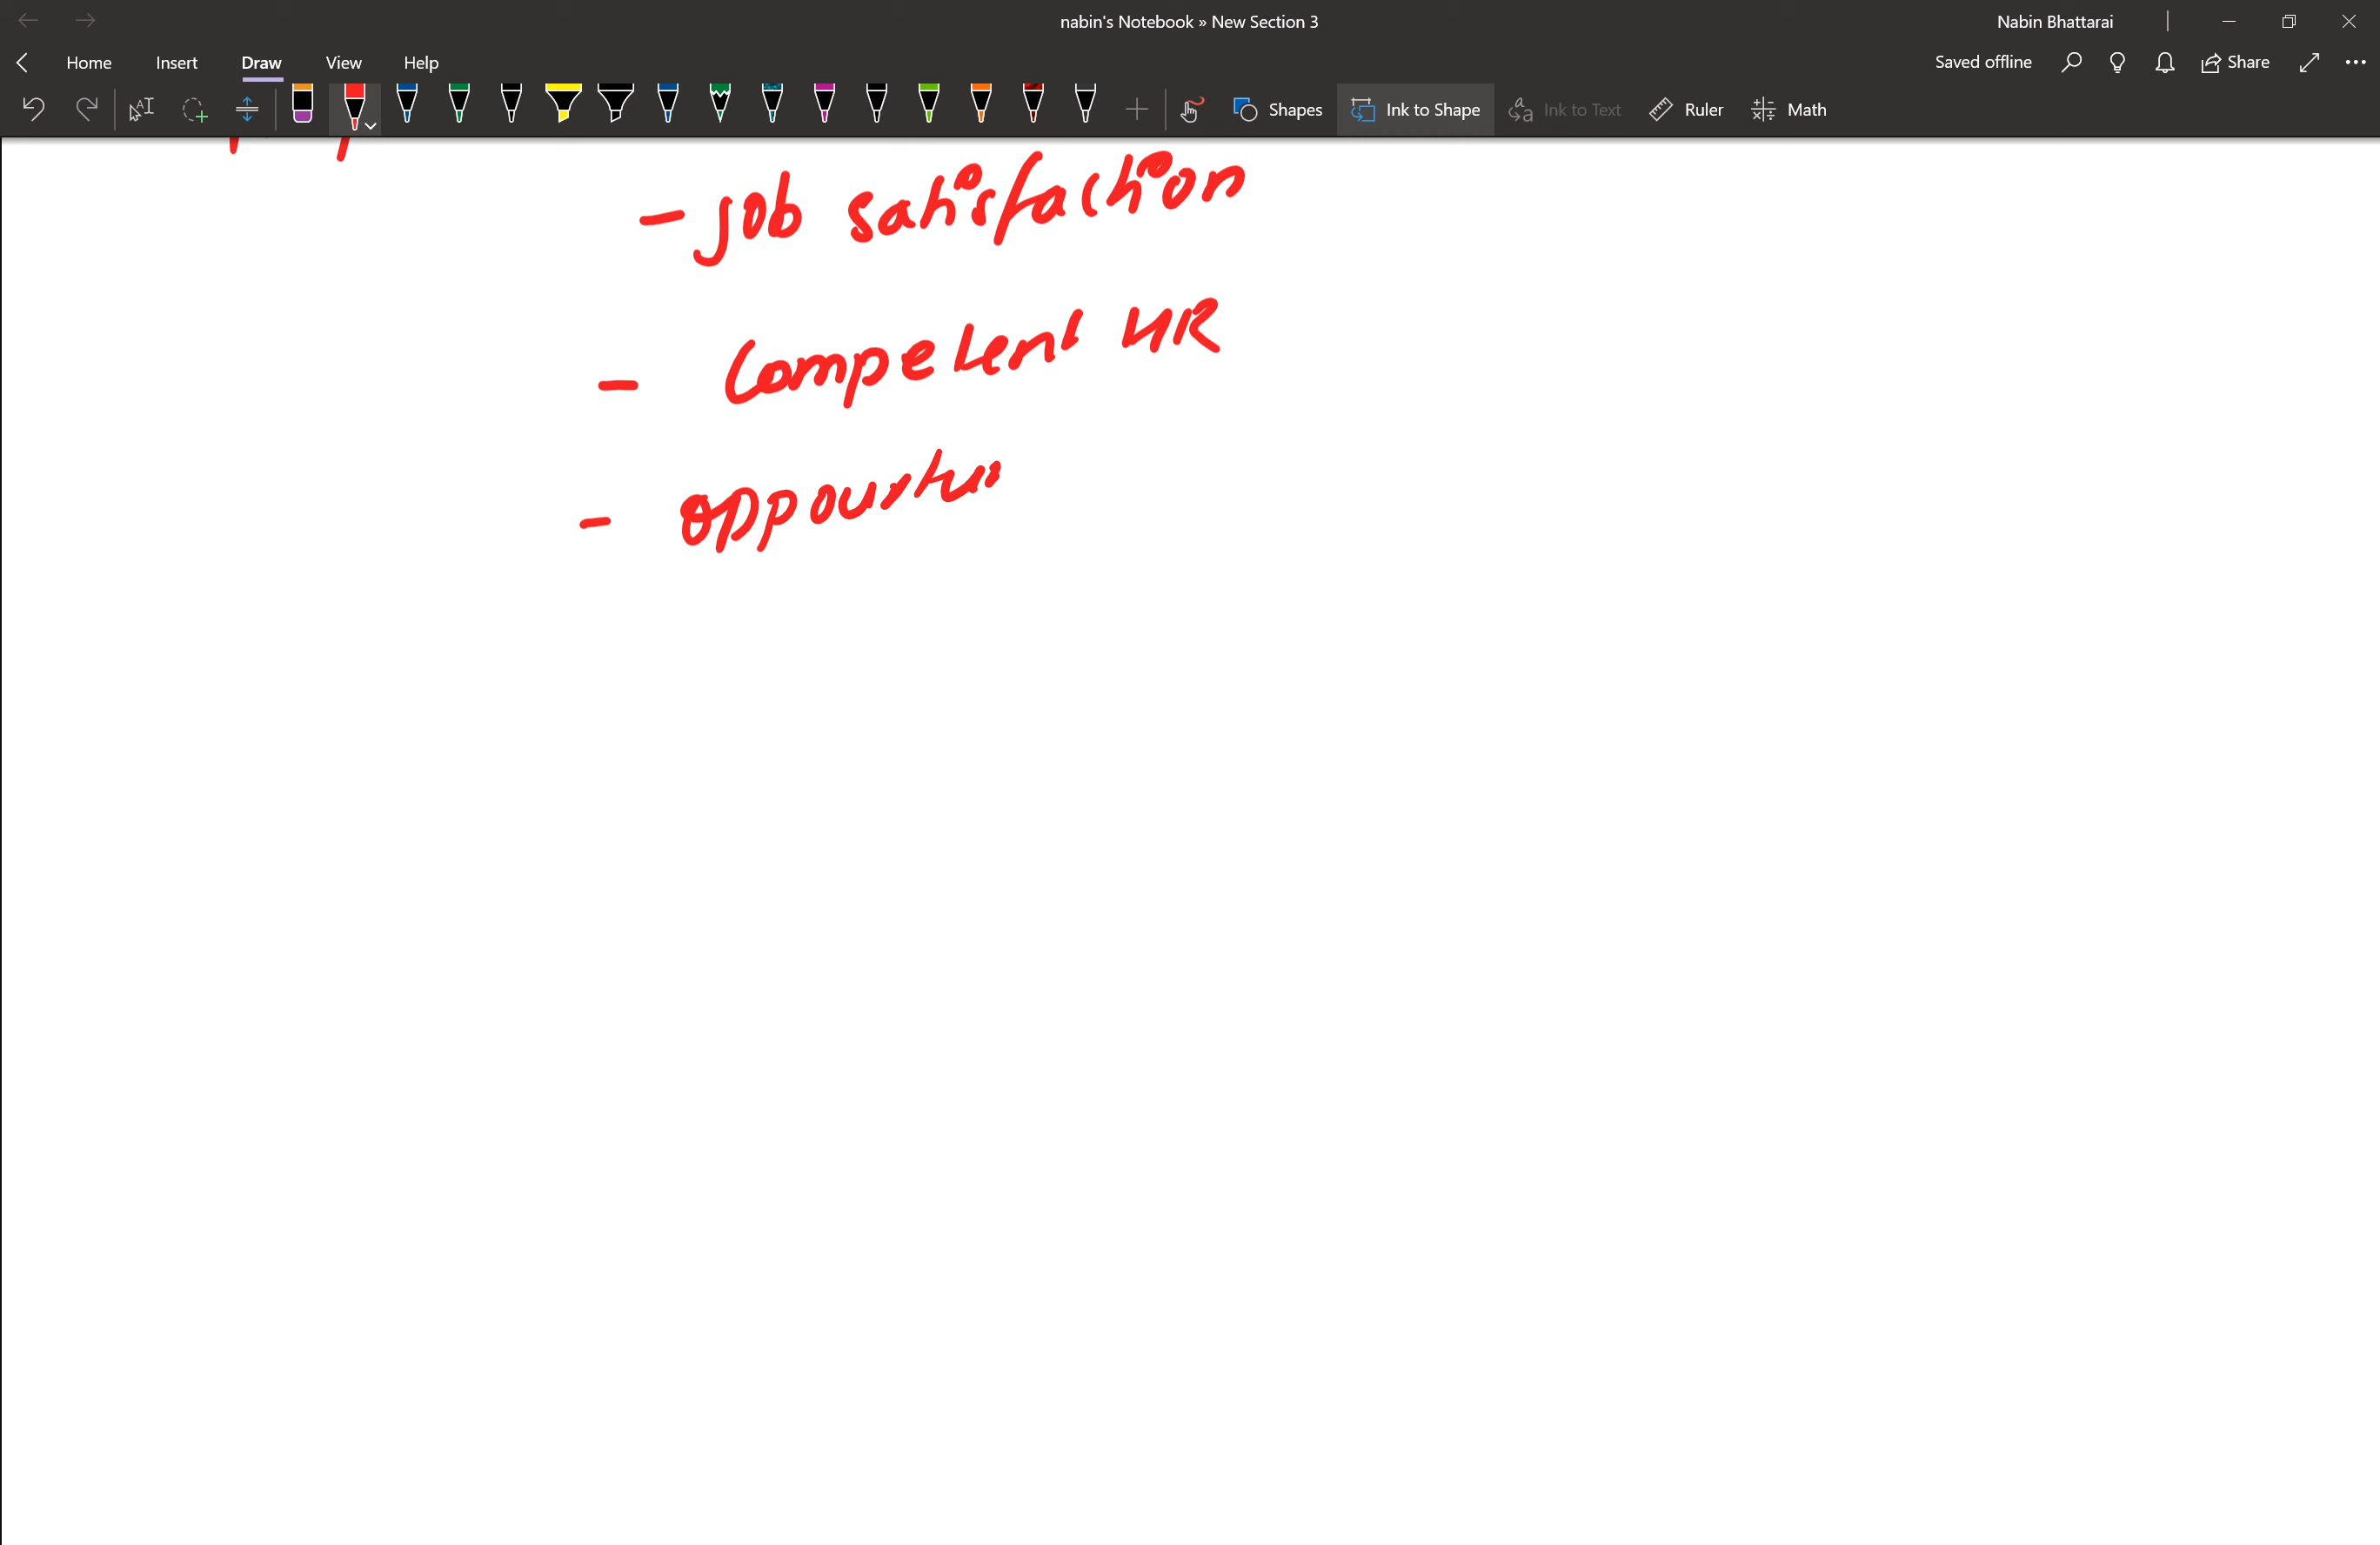 nabin's Notebook » New Section 3
Nabin Bhattarai
Home Insert Draw View Help
Saved offline
Share
Shapes Ink to Shape Ink to Text Ruler Math
- job satisfaction
- Competent HR
-